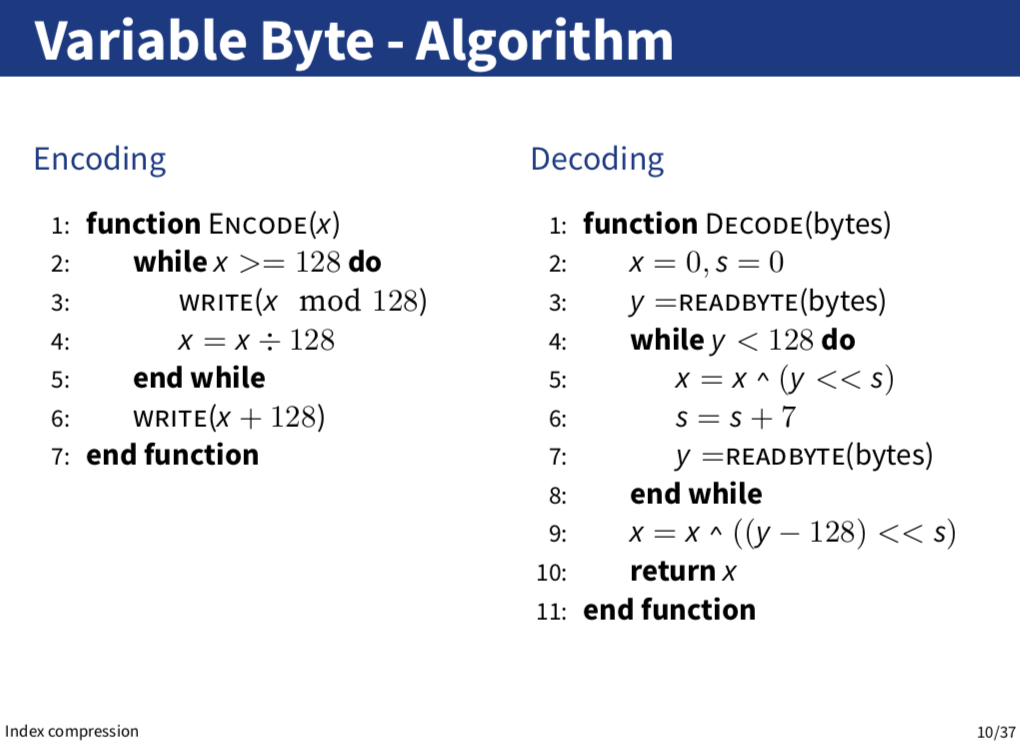 Variable Byte - Algorithm
Encoding
1: function ENCODE(x)
2: while x >= 128 do
3: WRITE(x mod 128)
4: x = x ÷ 128
5: end while
6: WRITE(x + 128)
7: end function
Decoding
1: function DECODE(bytes)
2: x = 0, s = 0
3: y =READBYTE(bytes)
4: while y < 128 do
5: x = x ^ (y << s)
6: s = s + 7
7: y =READBYTE(bytes)
8: end while
9: x = x ^ ((y − 128) << s)
10: return x
11: end function
Index compression
10/37